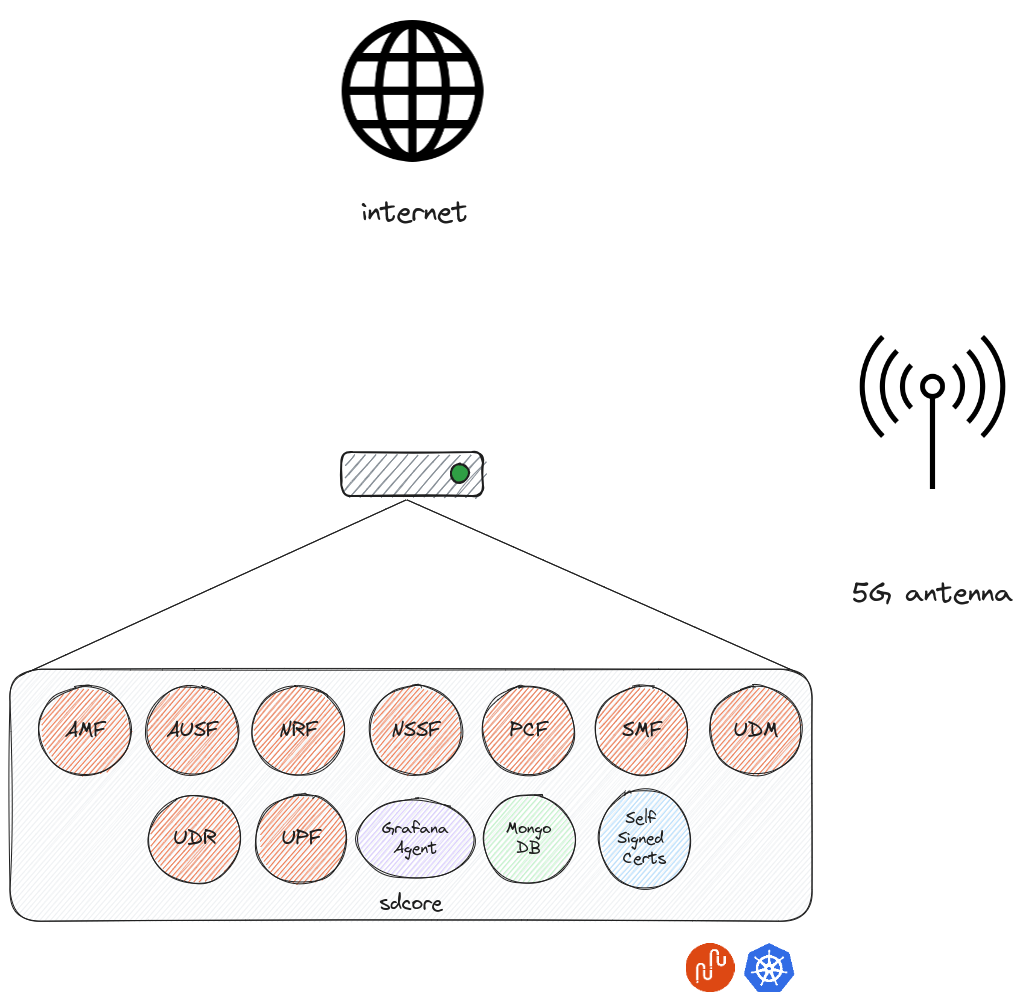 internet
5G antenna
AMF
AUSF
NRF
NSSF
PCF
SMF
UDM
UDR
UPF
Grafana
Agent
Mongo
DB
Self
Signed
Certs
sdcore